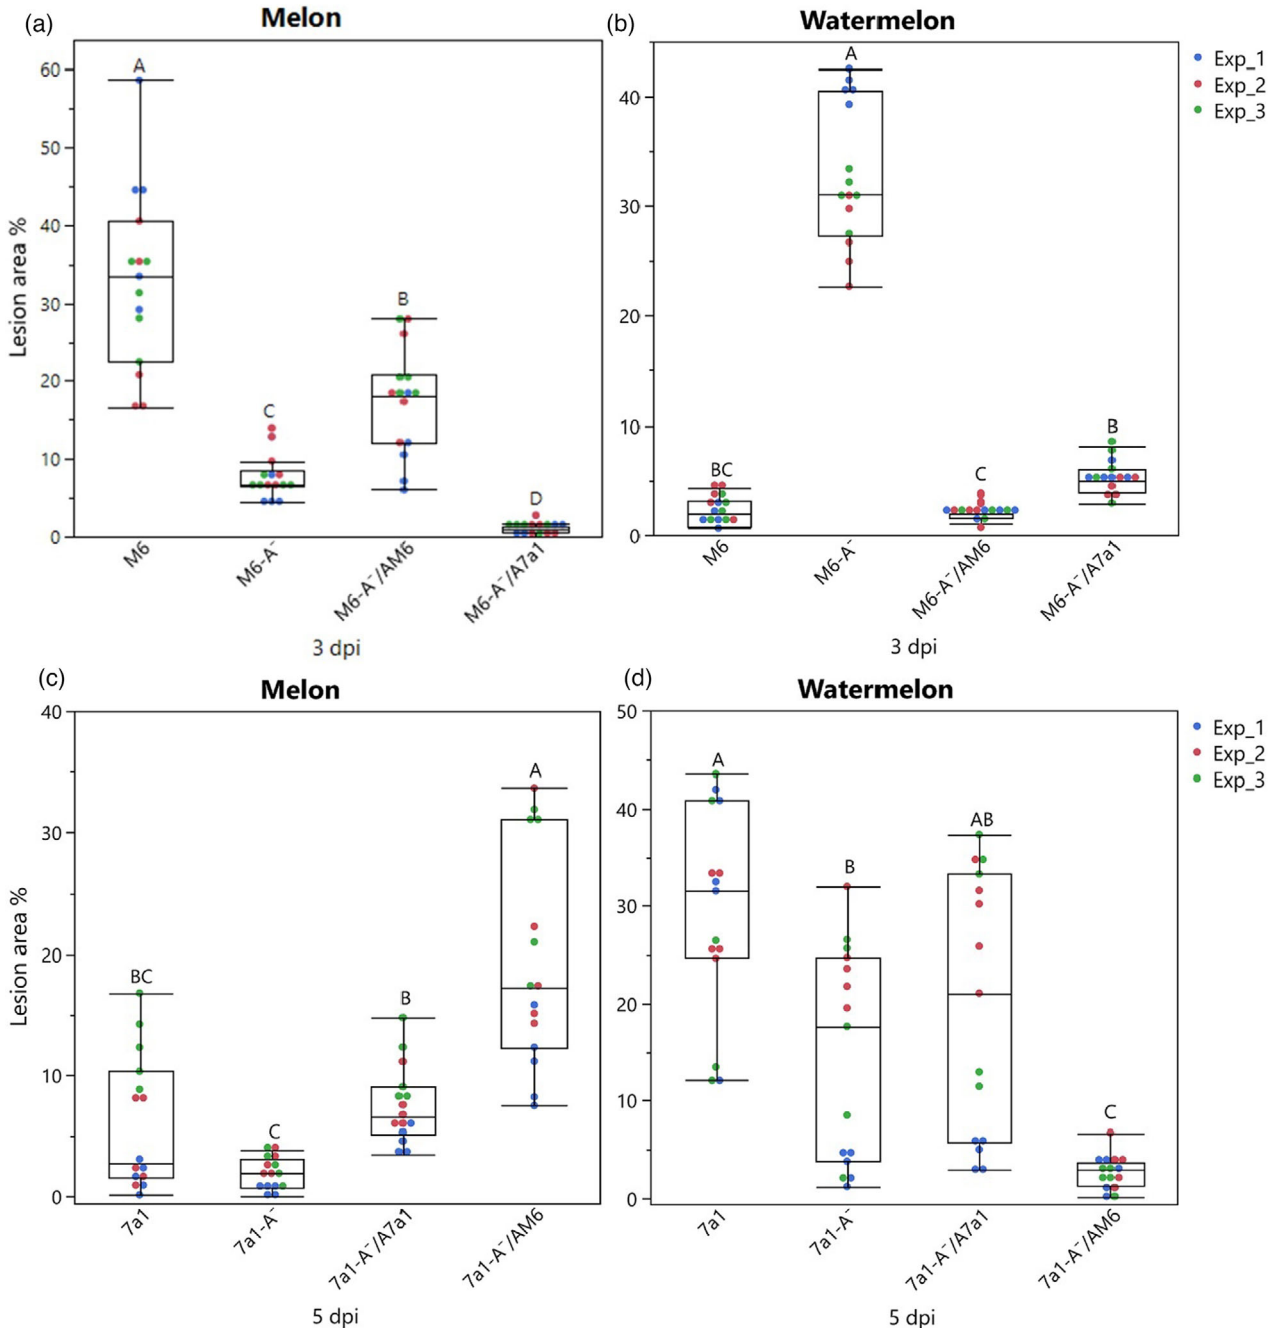 (a)
Melon
Lesion area %
60
50
40
30
20
10
0
A
C
B
D
M6
M6-A⁻
M6-A⁻/AM6
M6-A⁻/A7a1
3 dpi
(b)
Watermelon
40
30
20
10
0
BC
A
C
B
M6
M6-A⁻
M6-A⁻/AM6
M6-A⁻/A7a1
3 dpi
Exp_1
Exp_2
Exp_3
(c)
Melon
Lesion area %
40
30
20
10
0
BC
C
B
A
7a1
7a1-A⁻
7a1-A⁻/A7a1
7a1-A⁻/AM6
5 dpi
(d)
Watermelon
50
40
30
20
10
0
A
B
AB
C
7a1
7a1-A⁻
7a1-A⁻/A7a1
7a1-A⁻/AM6
5 dpi
Exp_1
Exp_2
Exp_3